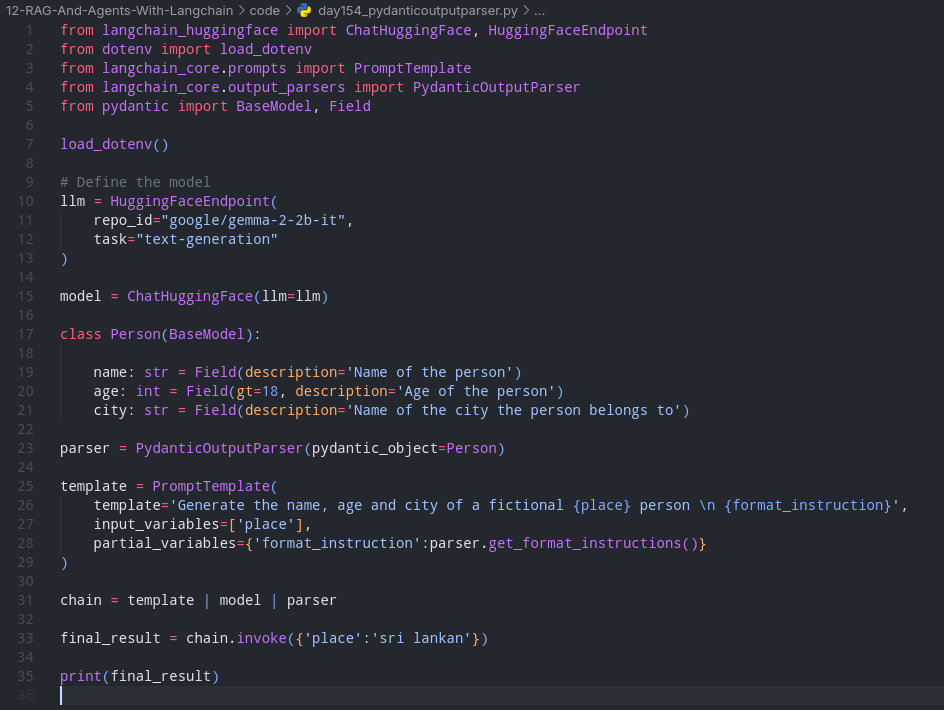 12-RAG-And-Agents-With-Langchain > code > day154_pydanticoutputparser.py > ...
1 from langchain_huggingface import ChatHuggingFace, HuggingFaceEndpoint
2 from dotenv import load_dotenv
3 from langchain_core.prompts import PromptTemplate
4 from langchain_core.output_parsers import PydanticOutputParser
5 from pydantic import BaseModel, Field
6
7 load_dotenv()
8
9 # Define the model
10 llm = HuggingFaceEndpoint(
11     repo_id="google/gemma-2-2b-it",
12     task="text-generation"
13 )
14
15 model = ChatHuggingFace(llm=llm)
16
17 class Person(BaseModel):
18
19     name: str = Field(description='Name of the person')
20     age: int = Field(gt=18, description='Age of the person')
21     city: str = Field(description='Name of the city the person belongs to')
22
23 parser = PydanticOutputParser(pydantic_object=Person)
24
25 template = PromptTemplate(
26     template='Generate the name, age and city of a fictional {place} person \n {format_instruction}',
27     input_variables=['place'],
28     partial_variables={'format_instruction':parser.get_format_instructions()}
29 )
30
31 chain = template | model | parser
32
33 final_result = chain.invoke({'place':'sri lankan'})
34
35 print(final_result)
36